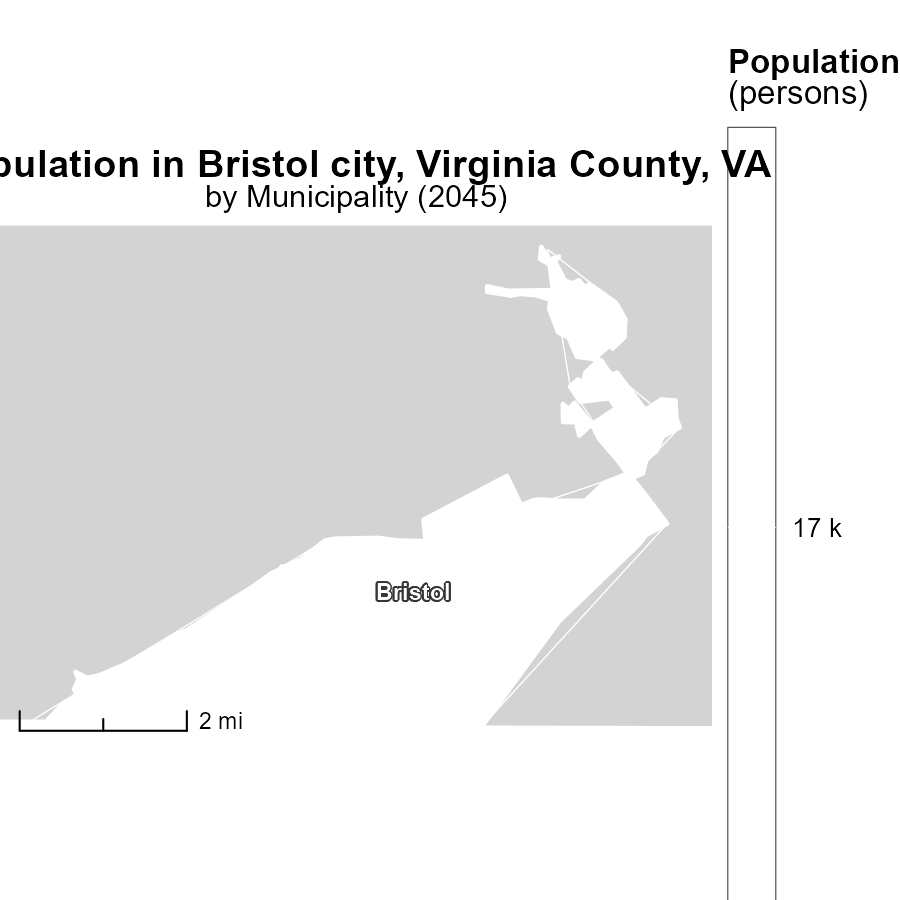 Population
(persons)
pulation in Bristol city, Virginia County, VA
by Municipality (2045)
17 k
Bristol
2 mi